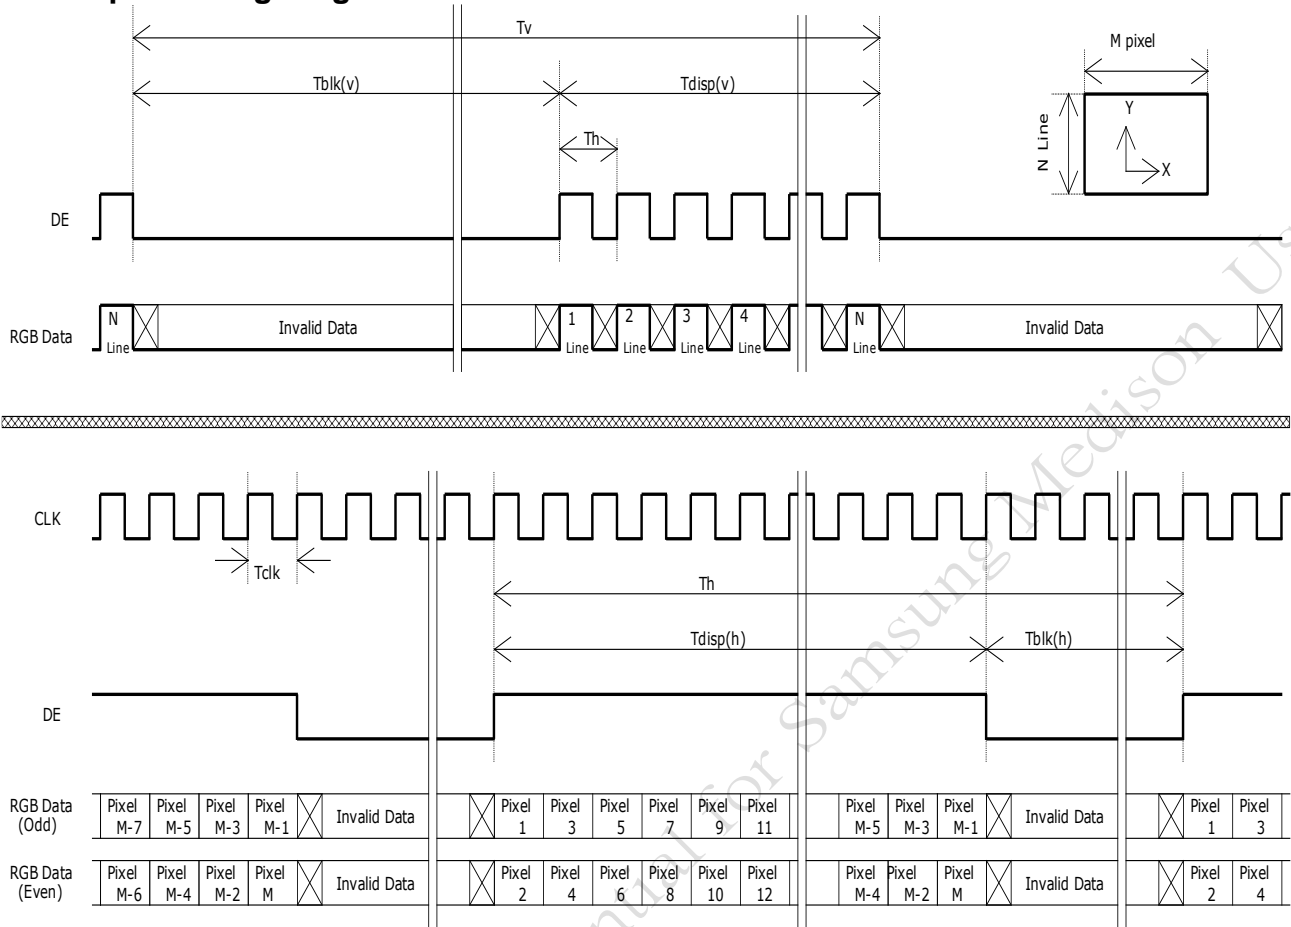 Tv
M pixel
Tblk(v)
Tdisp(v)
Y
Th
N Line
X
DE
N
1
2
3
4
N
RGB Data
Invalid Data
Invalid Data
Line
Line
Line
Line
Line
Line
CLK
Tclk
Th
Tdisp(h)
Tblk(h)
DE
RGB Data
(Odd)
Pixel
M-7
Pixel
M-5
Pixel
M-3
Pixel
M-1
Invalid Data
Pixel
1
Pixel
3
Pixel
5
Pixel
7
Pixel
9
Pixel
11
Pixel
M-5
Pixel
M-3
Pixel
M-1
Invalid Data
Pixel
1
Pixel
3
RGB Data
(Even)
Pixel
M-6
Pixel
M-4
Pixel
M-2
Pixel
M
Invalid Data
Pixel
2
Pixel
4
Pixel
6
Pixel
8
Pixel
10
Pixel
12
Pixel
M-4
Pixel
M-2
Pixel
M
Invalid Data
Pixel
2
Pixel
4
for Samsung Medison